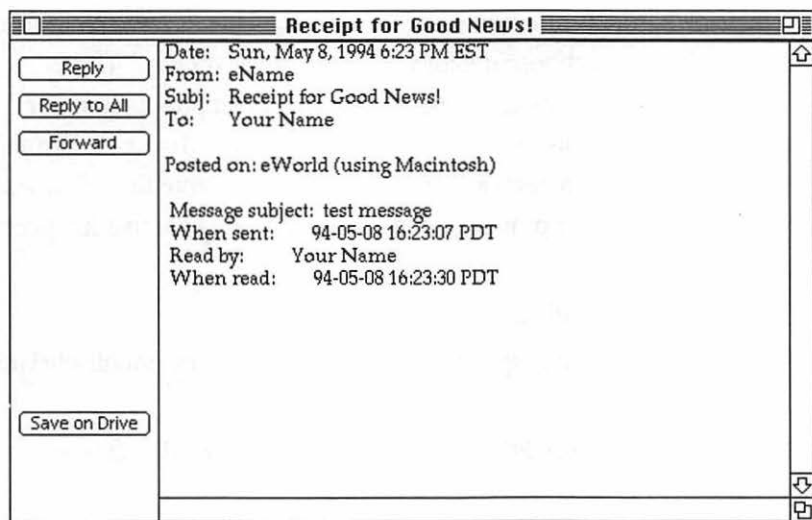 Receipt for Good News!
Reply
Reply to All
Forward
Save on Drive
Date: Sun, May 8, 1994 6:23 PM EST
From: eName
Subj: Receipt for Good News!
To: Your Name
Posted on: eWorld (using Macintosh)
Message subject: test message
When sent: 94-05-08 16:23:07 PDT
Read by: Your Name
When read: 94-05-08 16:23:30 PDT